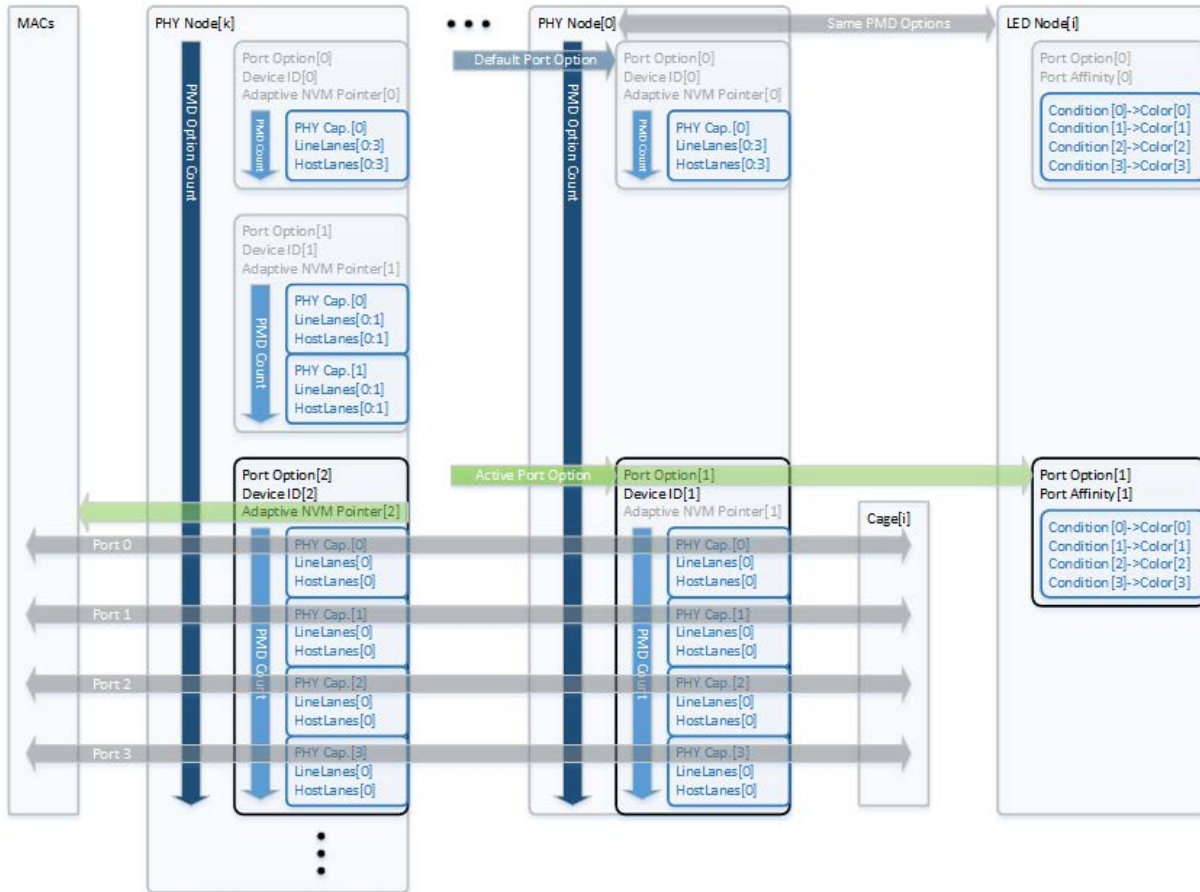 MACs
PHY Node[k]
PMD Option Count
Port Option[0]
Device ID[0]
Adaptive NVM Pointer[0]
PMD Count
PHY Cap.[0]
LineLanes[0:3]
HostLanes[0:3]
Port Option[1]
Device ID[1]
Adaptive NVM Pointer[1]
PMD Count
PHY Cap.[0]
LineLanes[0:1]
HostLanes[0:1]
PHY Cap.[1]
LineLanes[0:1]
HostLanes[0:1]
Port Option[2]
Device ID[2]
Adaptive NVM Pointer[2]
PMD Count
PHY Cap.[0]
LineLanes[0]
HostLanes[0]
PHY Cap.[1]
LineLanes[0]
HostLanes[0]
PHY Cap.[2]
LineLanes[0]
HostLanes[0]
PHY Cap.[3]
LineLanes[0]
HostLanes[0]
Port 0
Port 1
Port 2
Port 3
PHY Node[0]
Same PMD Options
Default Port Option
PMD Option Count
Port Option[0]
Device ID[0]
Adaptive NVM Pointer[0]
PMD Count
PHY Cap.[0]
LineLanes[0:3]
HostLanes[0:3]
Active Port Option
Port Option[1]
Device ID[1]
Adaptive NVM Pointer[1]
PMD Count
PHY Cap.[0]
LineLanes[0]
HostLanes[0]
PHY Cap.[1]
LineLanes[0]
HostLanes[0]
PHY Cap.[2]
LineLanes[0]
HostLanes[0]
PHY Cap.[3]
LineLanes[0]
HostLanes[0]
Cage[i]
LED Node[i]
Port Option[0]
Port Affinity[0]
Condition[0]->Color[0]
Condition[1]->Color[1]
Condition[2]->Color[2]
Condition[3]->Color[3]
Port Option[1]
Port Affinity[1]
Condition[0]->Color[0]
Condition[1]->Color[1]
Condition[2]->Color[2]
Condition[3]->Color[3]